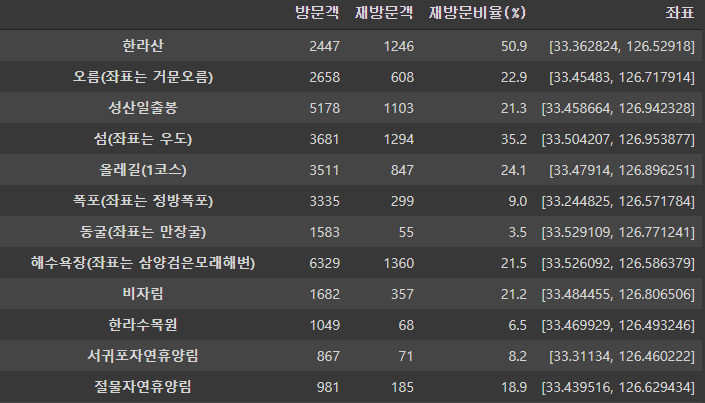 방문객 재방문객 재방문비율(%) 좌표
한라산 2447 1246 50.9 [33.362824, 126.52918]
오름(좌표는 거문오름) 2658 608 22.9 [33.45483, 126.717914]
성산일출봉 5178 1103 21.3 [33.458664, 126.942328]
섬(좌표는 우도) 3681 1294 35.2 [33.504207, 126.953877]
올레길(1코스) 3511 847 24.1 [33.47914, 126.896251]
폭포(좌표는 정방폭포) 3335 299 9.0 [33.244825, 126.571784]
동굴(좌표는 만장굴) 1583 55 3.5 [33.529109, 126.771241]
해수욕장(좌표는 삼양검은모래해변) 6329 1360 21.5 [33.526092, 126.586379]
비자림 1682 357 21.2 [33.484455, 126.806506]
한라수목원 1049 68 6.5 [33.469929, 126.493246]
서귀포자연휴양림 867 71 8.2 [33.31134, 126.460222]
절물자연휴양림 981 185 18.9 [33.439516, 126.629434]